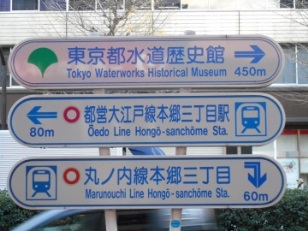 東京都水道歴史館
Tokyo Waterworks Historical Museum 450m
都営大江戸線本郷三丁目駅
80m Ōedo Line Hongō-sanchōme Sta.
丸ノ内線本郷三丁目
Marunouchi Line Hongō-sanchōme Sta. 60m